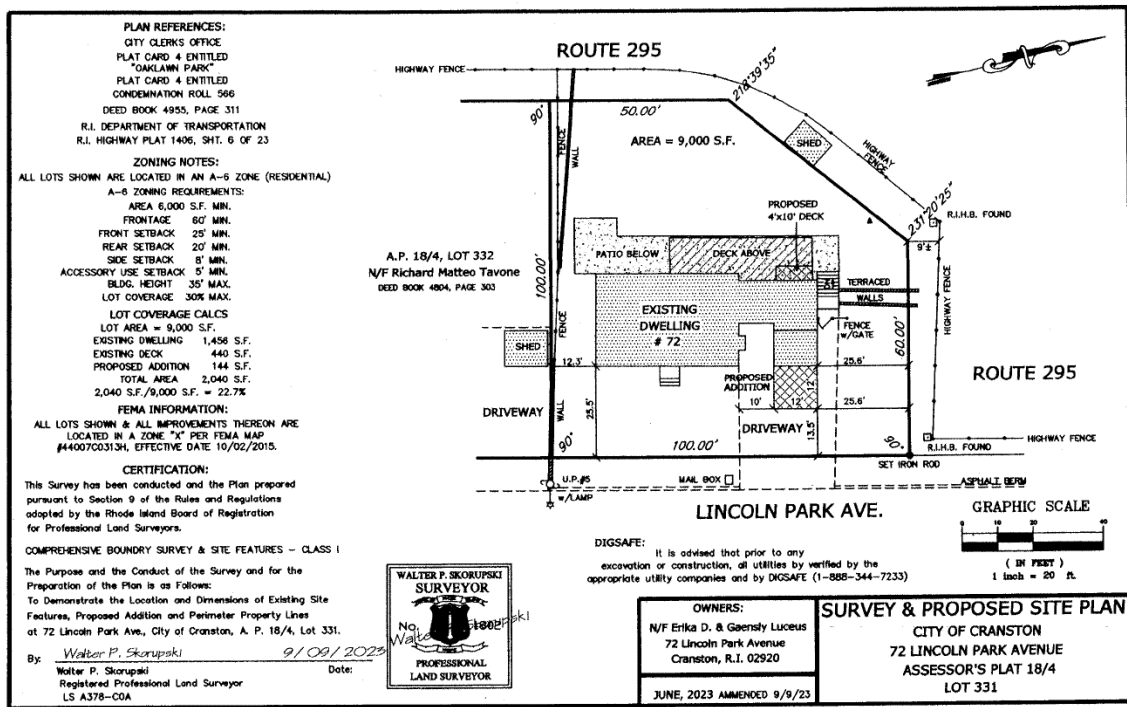 PLAN REFERENCES:
CITY CLERKS OFFICE
PLAT CARD 4 ENTITLED
"OAKLAWN PARK"
PLAT CARD 4 ENTITLED
CONDEMNATION ROLL 566
DEED BOOK 4955, PAGE 311
R.I. DEPARTMENT OF TRANSPORTATION
R.I. HIGHWAY PLAT 1406, SHT. 6 OF 23
ZONING NOTES:
ALL LOTS SHOWN ARE LOCATED IN AN A-6 ZONE (RESIDENTIAL)
A-6 ZONING REQUIREMENTS:
AREA 6,000 S.F. MIN.
FRONTAGE 60' MIN.
FRONT SETBACK 25' MIN.
REAR SETBACK 20' MIN.
SIDE SETBACK 8' MIN.
ACCESSORY USE SETBACK 5' MIN.
BLDG. HEIGHT 35' MAX.
LOT COVERAGE 30% MAX.
LOT COVERAGE CALCS
LOT AREA = 9,000 S.F.
EXISTING DWELLING 1,456 S.F.
EXISTING DECK 440 S.F.
PROPOSED ADDITION 144 S.F.
TOTAL AREA 2,040 S.F.
2,040 S.F./9,000 S.F. = 22.7%
FEMA INFORMATION:
ALL LOTS SHOWN & ALL IMPROVEMENTS THEREON ARE
LOCATED IN A ZONE "X" PER FEMA MAP
#44007C0313H, EFFECTIVE DATE 10/02/2015.
CERTIFICATION:
This Survey has been conducted and the Plan prepared
pursuant to Section 9 of the Rules and Regulations
adopted by the Rhode Island Board of Registration
for Professional Land Surveyors.
COMPREHENSIVE BOUNDRY SURVEY & SITE FEATURES - CLASS I
The Purpose and the Conduct of the Survey and for the
Preparation of the Plan is as Follows:
To Demonstrate the Location and Dimensions of Existing Site
Features, Proposed Addition and Perimeter Property Lines
at 72 Lincoln Park Ave., City of Cranston, A. P. 18/4, Lot 331.
By: Walter P. Skorupski 9/09/2023
Walter P. Skorupski Date:
Registered Professional Land Surveyor
LS A378-COA
WALTER P. SKORUPSKI
SURVEYOR
No. 1802
Walter P. Skorupski
PROFESSIONAL
LAND SURVEYOR
ROUTE 295
HIGHWAY FENCE
218°39'35"
90°
50.00'
AREA = 9,000 S.F.
SHED
HIGHWAY
FENCE
FENCE
WALL
PROPOSED
4'x10' DECK
231°20'25"
R.I.H.B. FOUND
9'±
A.P. 18/4, LOT 332
N/F Richard Matteo Tavone
DEED BOOK 4804, PAGE 303
PATIO BELOW
DECK ABOVE
100.00'
TERRACED
WALLS
HIGHWAY FENCE
EXISTING
DWELLING
# 72
FENCE
w/GATE
60.00'
FENCE
SHED
12.3'
25.6'
ROUTE 295
PROPOSED
ADDITION
12'
10'
12'
25.6'
DRIVEWAY
WALL
25.5'
DRIVEWAY
13.5'
90°
100.00'
90°
R.I.H.B. FOUND
HIGHWAY FENCE
SET IRON ROD
U.P.#5
w/LAMP
MAIL BOX
ASPHALT BERM
LINCOLN PARK AVE.
GRAPHIC SCALE
0 10 20 40
( IN FEET )
1 inch = 20 ft.
DIGSAFE:
It is advised that prior to any
excavation or construction, all utilities by verified by the
appropriate utility companies and by DIGSAFE (1-888-344-7233)
OWNERS:
N/F Erika D. & Gaensly Luceus
72 Lincoln Park Avenue
Cranston, R.I. 02920
JUNE, 2023 AMMENDED 9/9/23
SURVEY & PROPOSED SITE PLAN
CITY OF CRANSTON
72 LINCOLN PARK AVENUE
ASSESSOR'S PLAT 18/4
LOT 331